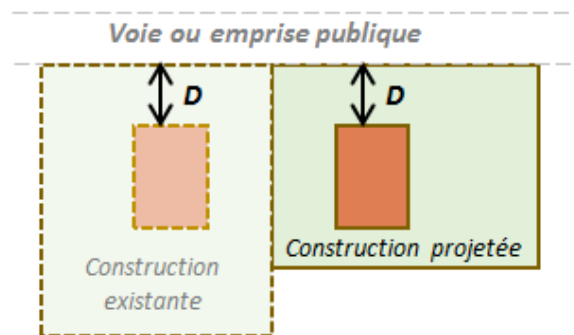 Voie ou emprise publique
D
D
Construction projetée
Construction
existante